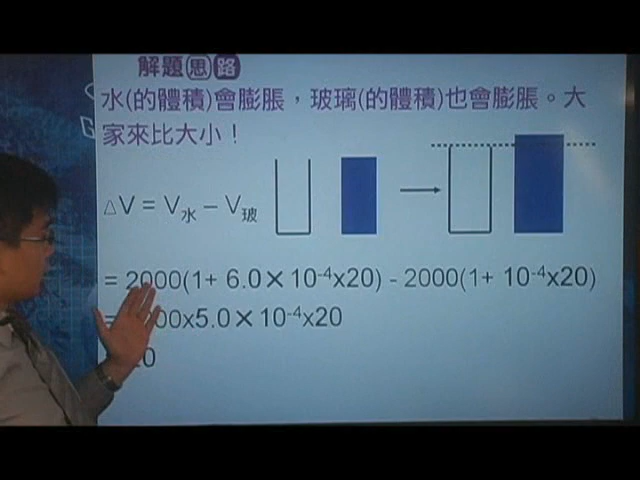 解題思路
水(的體積)會膨脹，玻璃(的體積)也會膨脹。大
家來比大小！
△V = V水 – V玻
= 2000(1+ 6.0×10⁻⁴x20) - 2000(1+ 10⁻⁴x20)
00x5.0×10⁻⁴x20
0